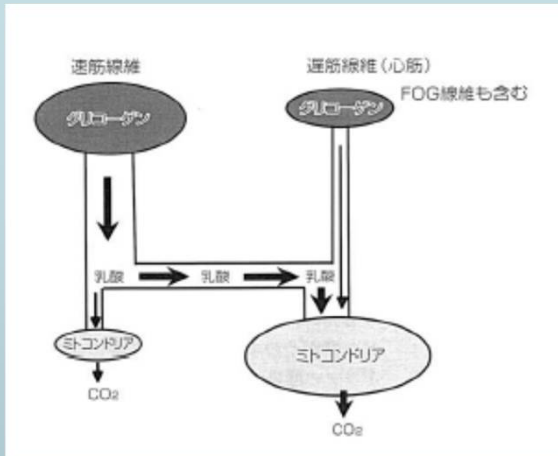 速筋線維
遅筋線維（心筋）
FOG線維も含む
グリコーゲン
グリコーゲン
乳酸
乳酸
乳酸
ミトコンドリア
ミトコンドリア
CO₂
CO₂